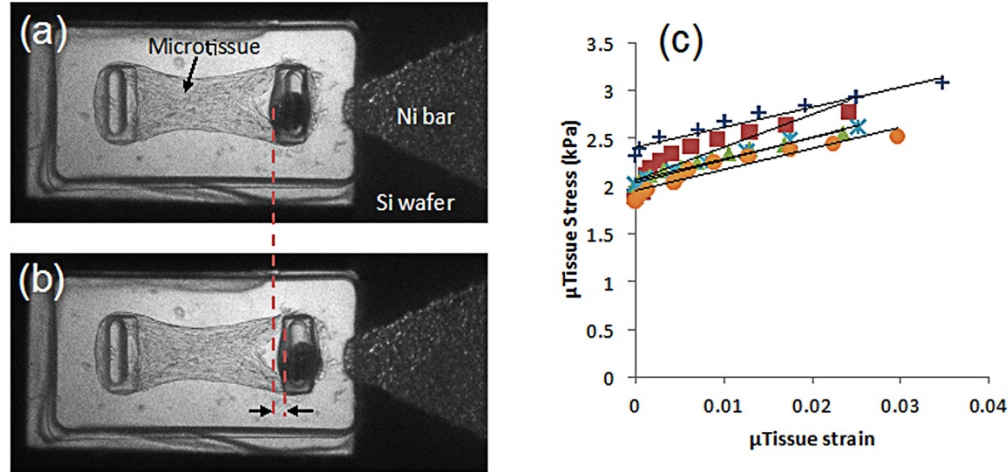 (a)
Microtissue
Ni bar
Si wafer
(b)
(c)
µTissue Stress (kPa)
3.5
3
2.5
2
1.5
1
0.5
0
0
0.01
0.02
0.03
0.04
µTissue strain